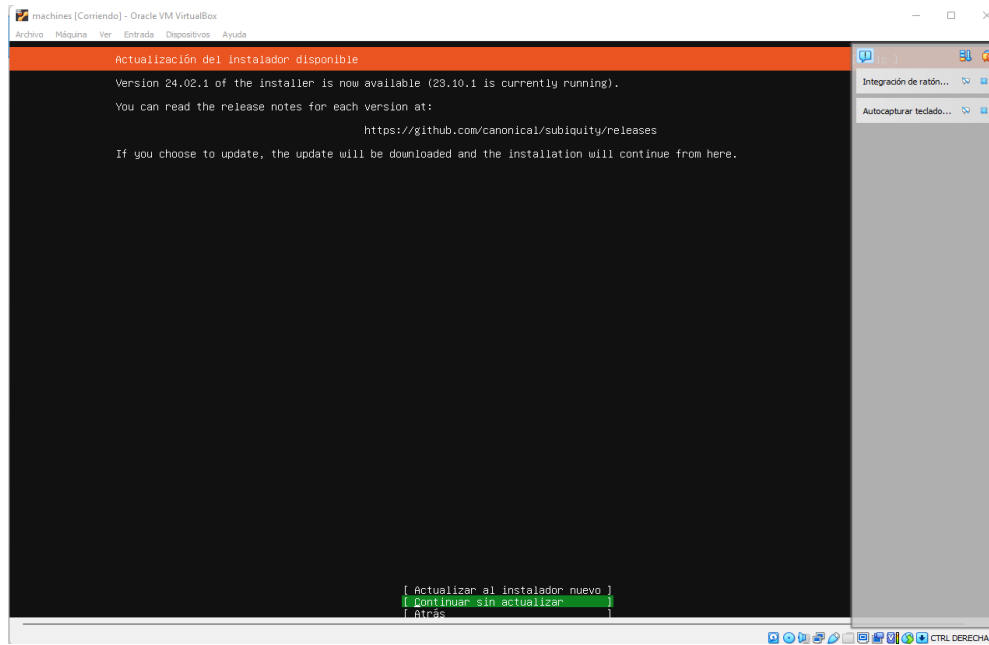 machines [Corriendo] - Oracle VM VirtualBox
Archivo Máquina Ver Entrada Dispositivos Ayuda
Actualización del instalador disponible
Version 24.02.1 of the installer is now available (23.10.1 is currently running).
You can read the release notes for each version at:
https://github.com/canonical/subiquity/releases
If you choose to update, the update will be downloaded and the installation will continue from here.
Integración de ratón...
Autocapturar teclado...
[ Actualizar al instalador nuevo ]
[ Continuar sin actualizar ]
[ Atrás ]
CTRL DERECHA